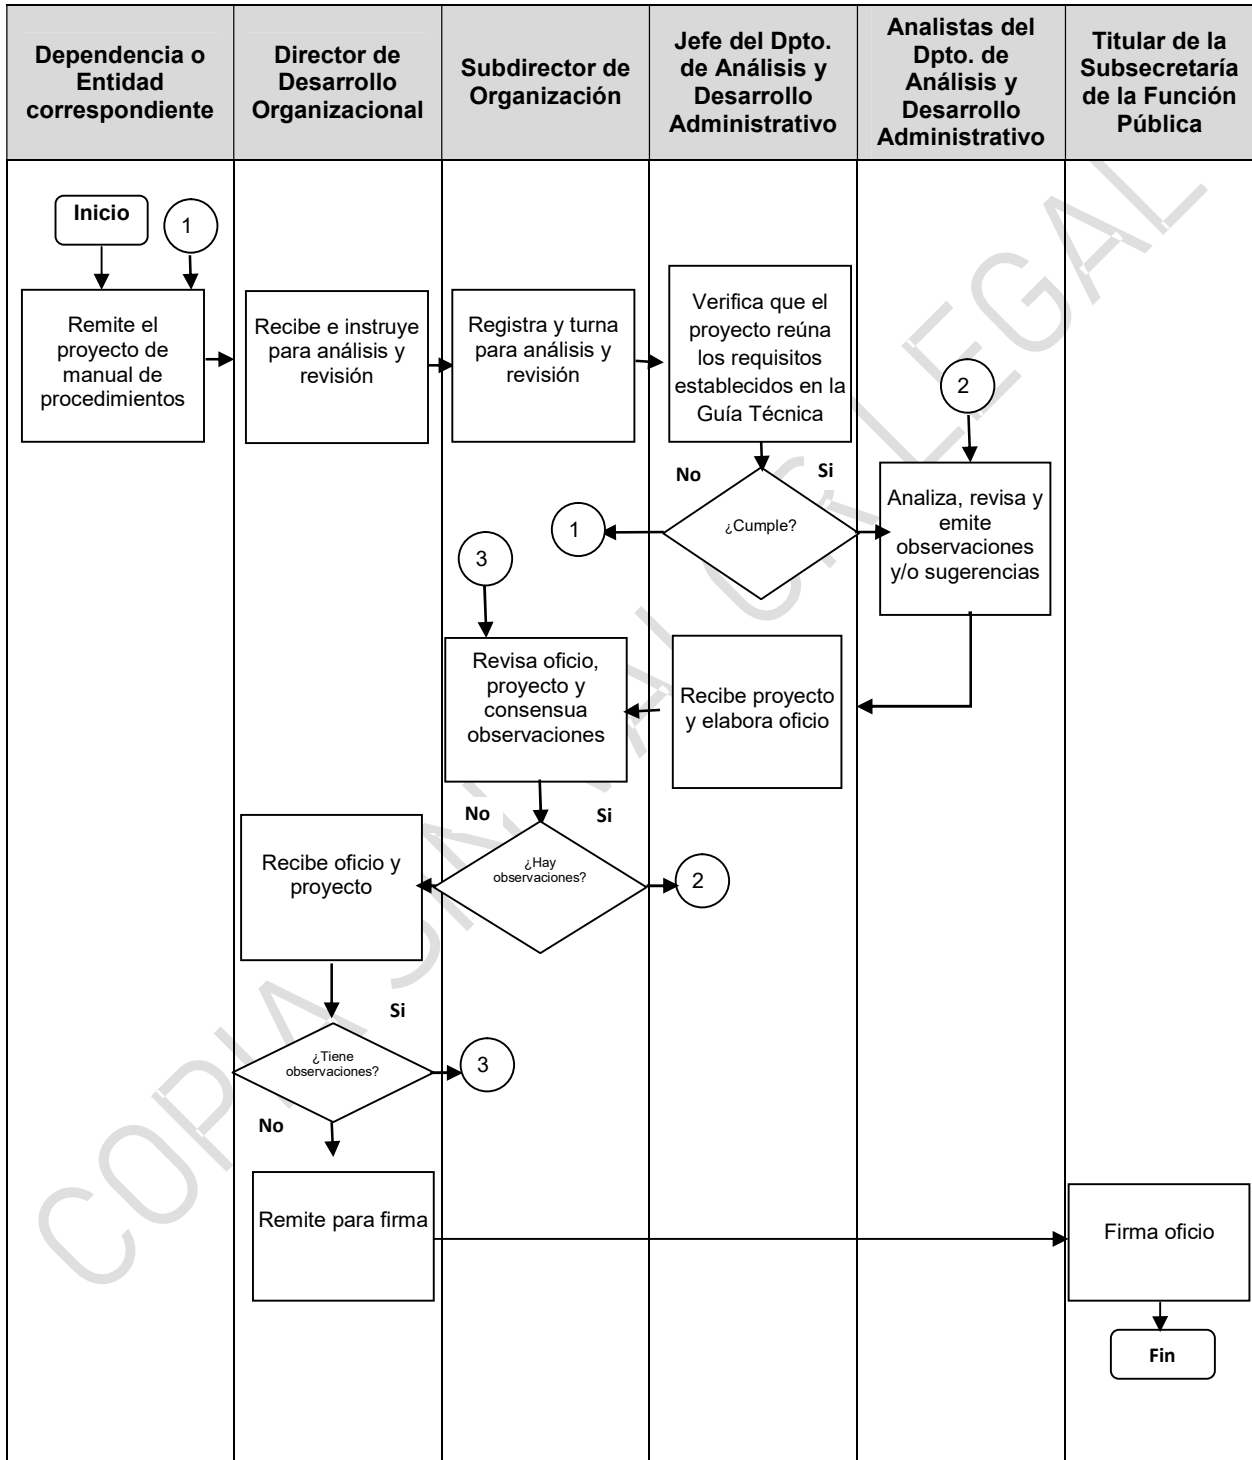 Dependencia o
Entidad
correspondiente
Director de
Desarrollo
Organizacional
Subdirector de
Organización
Jefe del Dpto.
de Análisis y
Desarrollo
Administrativo
Analistas del
Dpto. de
Análisis y
Desarrollo
Administrativo
Titular de la
Subsecretaría
de la Función
Pública
Inicio
1
Remite el
proyecto de
manual de
procedimientos
Recibe e instruye
para análisis y
revisión
Registra y turna
para análisis y
revisión
Verifica que el
proyecto reúna
los requisitos
establecidos en la
Guía Técnica
2
No
Si
¿Cumple?
1
Analiza, revisa y
emite
observaciones
y/o sugerencias
3
Revisa oficio,
proyecto y
consensua
observaciones
Recibe proyecto
y elabora oficio
No
Si
¿Hay
observaciones?
2
Recibe oficio y
proyecto
Si
¿Tiene
observaciones?
3
No
Remite para firma
Firma oficio
Fin
COPIA SIN VALOR LEGAL